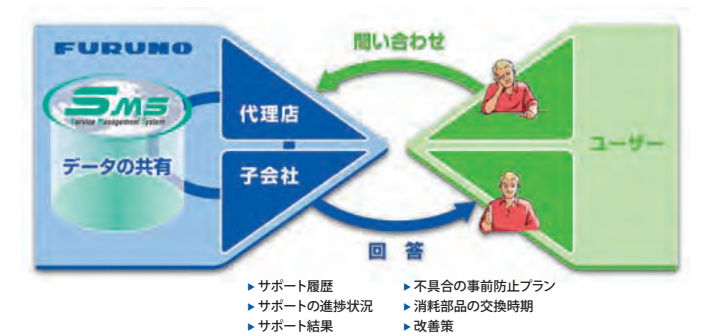 FURUNO
SMS
Service Management System
データの共有
代理店
子会社
問い合わせ
回 答
ユーザー
▶サポート履歴
▶サポートの進捗状況
▶サポート結果
▶不具合の事前防止プラン
▶消耗部品の交換時期
▶改善策